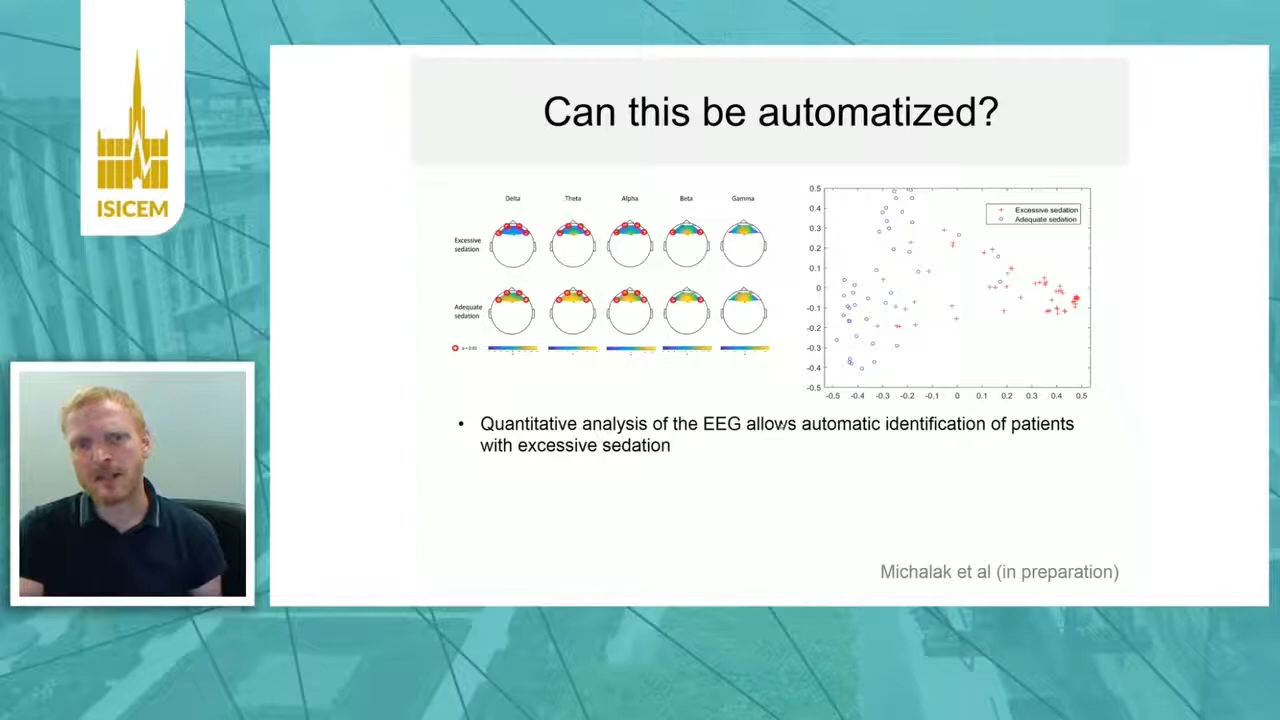 ISICEM
Can this be automatized?
Delta Theta Alpha Beta Gamma
Excessive
sedation
Adequate
sedation
0.5
0.4
0.3
0.2
0.1
0
-0.1
-0.2
-0.3
-0.4
-0.5
-0.5 -0.4 -0.3 -0.2 -0.1 0 0.1 0.2 0.3 0.4 0.5
Excessive sedation
Adequate sedation
• Quantitative analysis of the EEG allows automatic identification of patients
with excessive sedation
Michalak et al (in preparation)